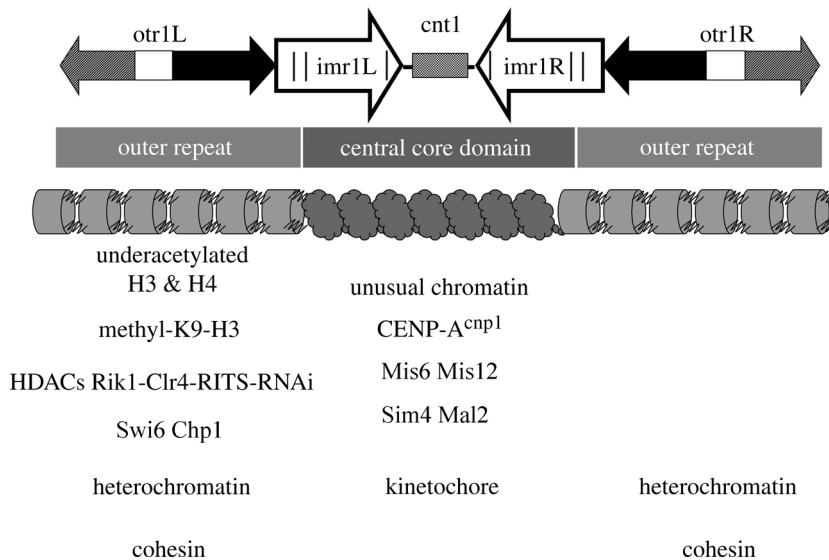 otr1L
cnt1
otr1R
imr1L
imr1R
outer repeat
central core domain
outer repeat
underacetylated
H3 & H4
methyl-K9-H3
HDACs Rik1-Clr4-RITS-RNAi
Swi6 Chp1
unusual chromatin
CENP-A^cnp1
Mis6 Mis12
Sim4 Mal2
heterochromatin
kinetochore
heterochromatin
cohesin
cohesin